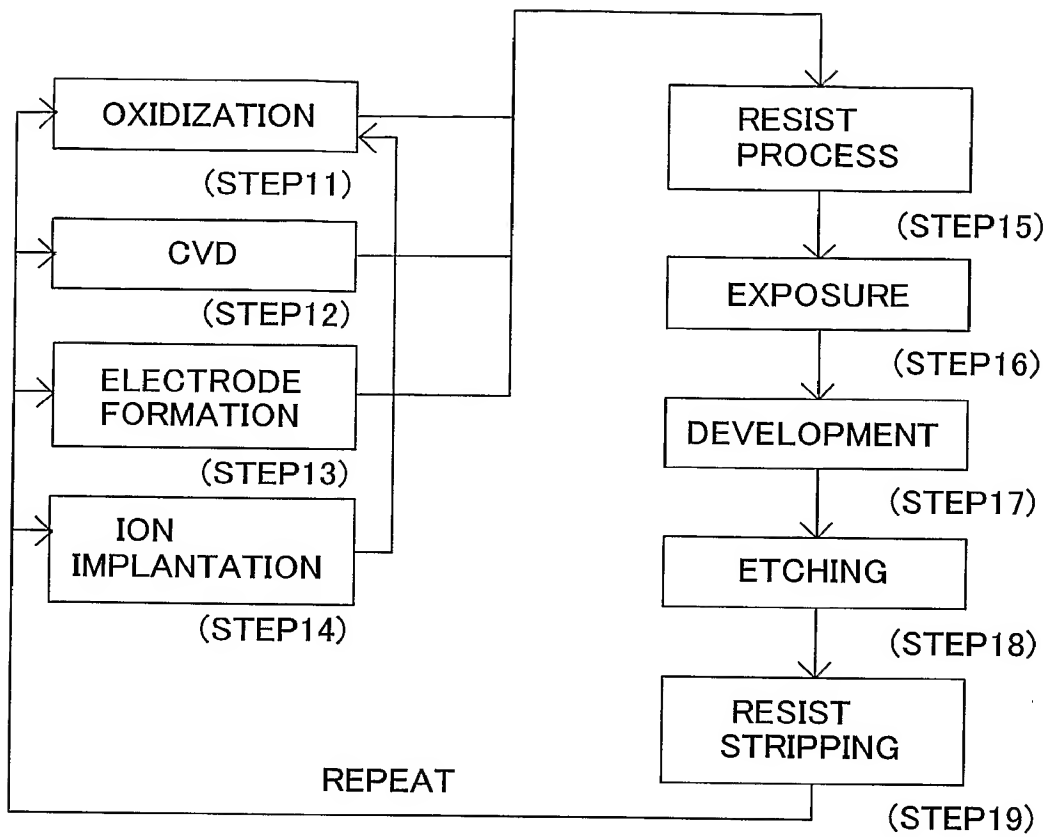 OXIDIZATION
(STEP11)
CVD
(STEP12)
ELECTRODE
FORMATION
(STEP13)
ION
IMPLANTATION
(STEP14)
RESIST
PROCESS
(STEP15)
EXPOSURE
(STEP16)
DEVELOPMENT
(STEP17)
ETCHING
(STEP18)
RESIST
STRIPPING
(STEP19)
REPEAT